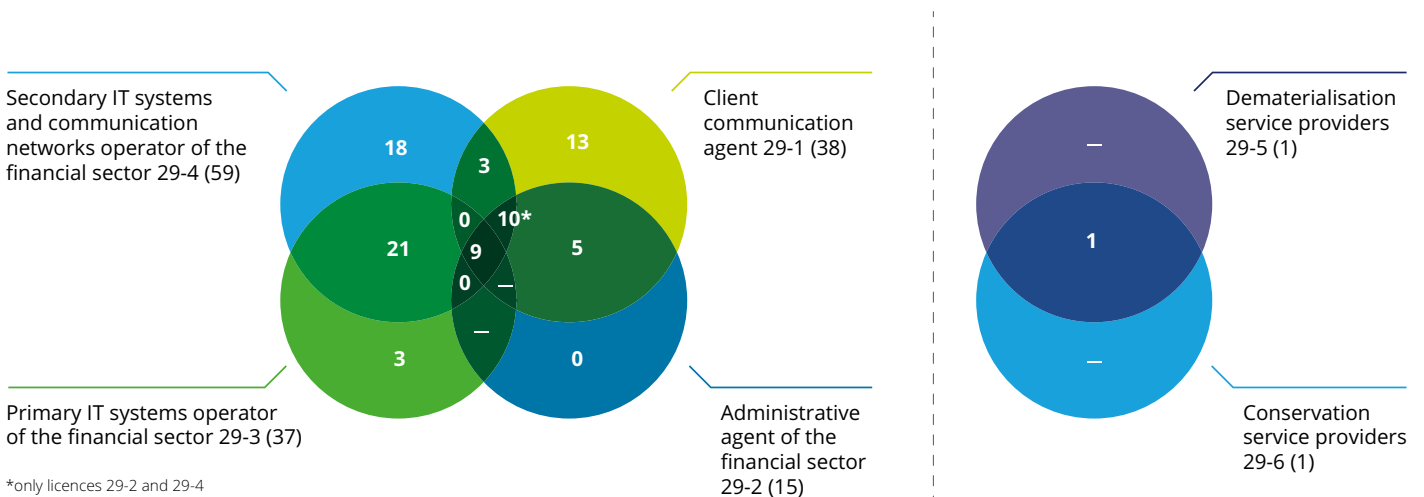 Secondary IT systems
and communication
networks operator of the
financial sector 29-4 (59)
18
3
13
Client
communication
agent 29-1 (38)
0
10*
21
9
5
0
—
—
3
0
Primary IT systems operator
of the financial sector 29-3 (37)
Administrative
agent of the
financial sector
29-2 (15)
*only licences 29-2 and 29-4
—
Dematerialisation
service providers
29-5 (1)
1
—
Conservation
service providers
29-6 (1)